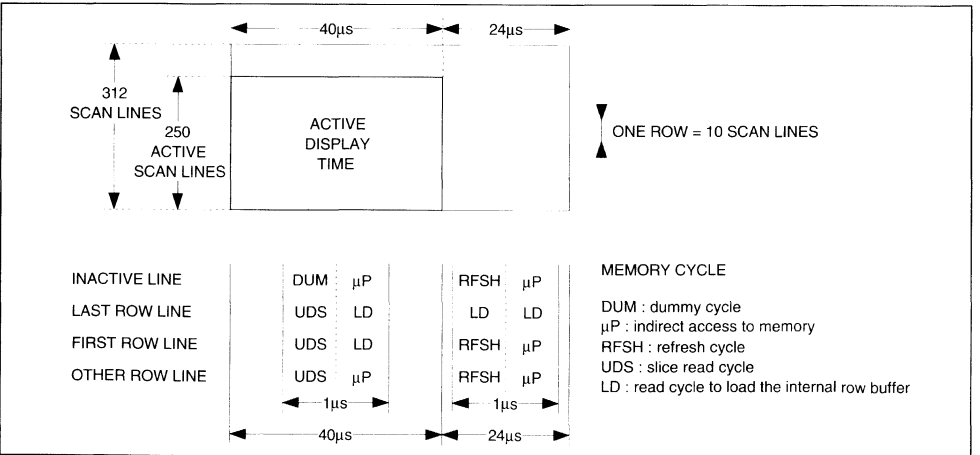 40µs 24µs
312
SCAN LINES
250
ACTIVE
SCAN LINES
ACTIVE
DISPLAY
TIME
ONE ROW = 10 SCAN LINES
INACTIVE LINE DUM µP RFSH µP
LAST ROW LINE UDS LD LD LD
FIRST ROW LINE UDS LD RFSH µP
OTHER ROW LINE UDS µP RFSH µP
1µs 1µs
40µs 24µs
MEMORY CYCLE
DUM : dummy cycle
µP : indirect access to memory
RFSH : refresh cycle
UDS : slice read cycle
LD : read cycle to load the internal row buffer